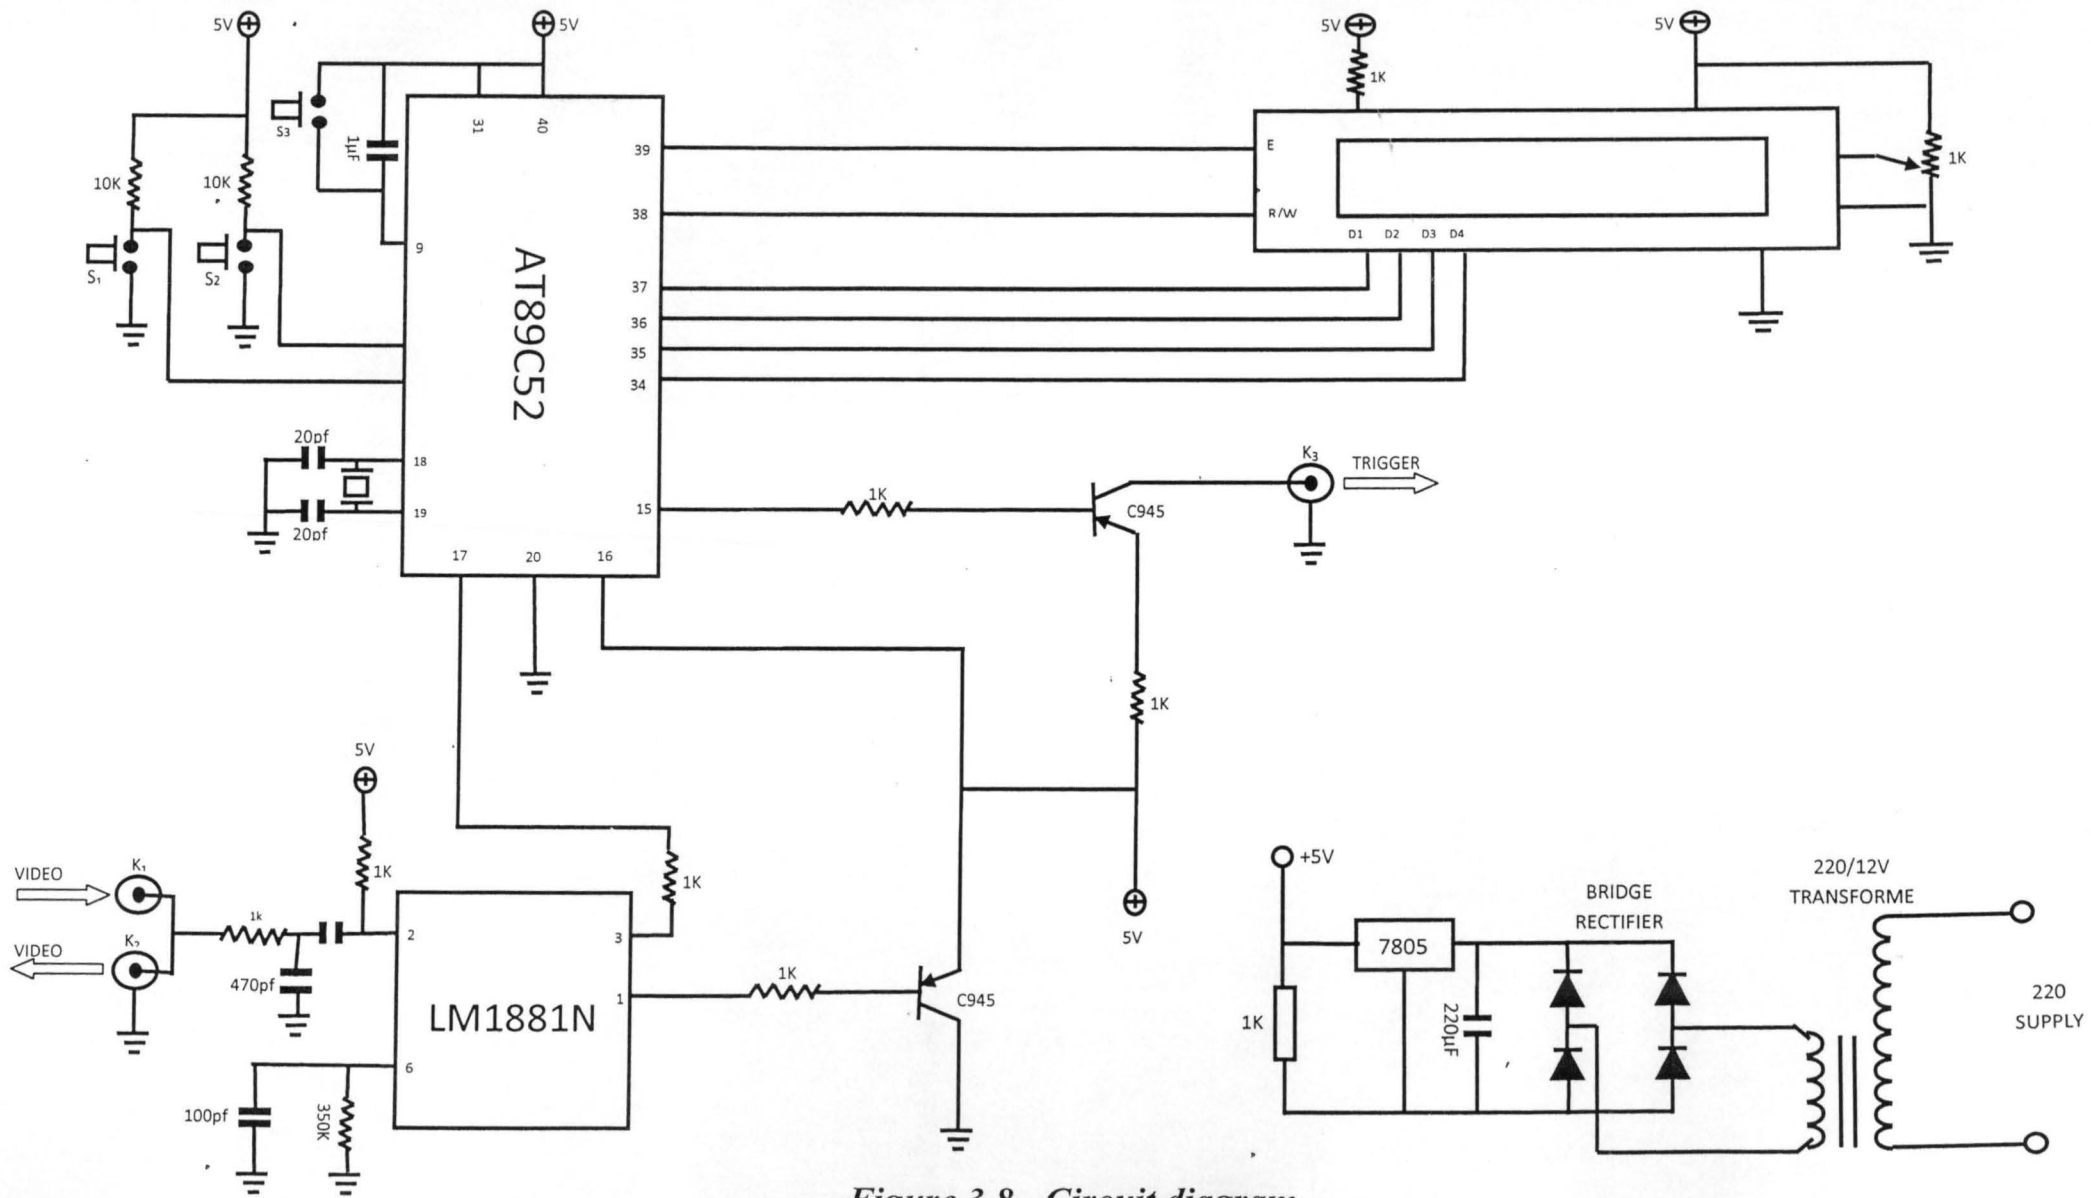 5V
5V
5V
5V
1K
S3
1µF
31
40
39
E
1K
10K
10K
38
R/W
9
D1 D2 D3 D4
S₁
S₂
AT89C52
37
36
35
34
20pf
18
19
20pf
15
1K
C945
K₃
TRIGGER
17
20
16
1K
5V
1K
1K
VIDEO
K₁
1k
2
3
VIDEO
K₂
470pf
LM1881N
1
1K
C945
5V
6
100pf
350K
+5V
7805
1K
220µF
BRIDGE
RECTIFIER
220/12V
TRANSFORME
220
SUPPLY